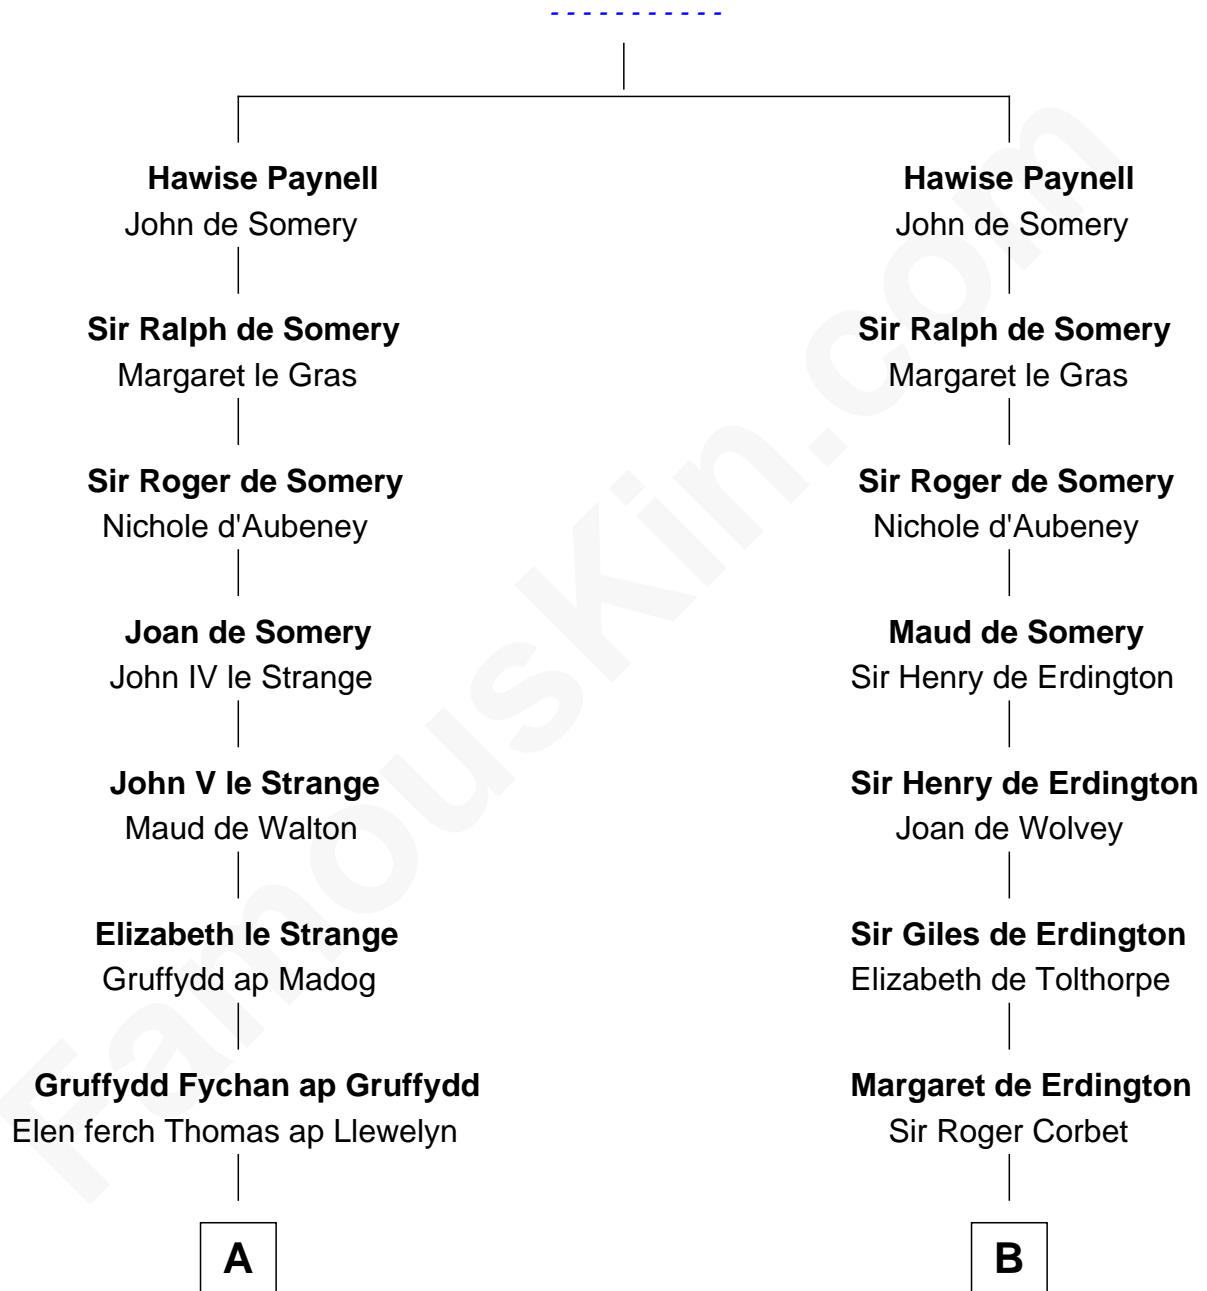 - - - - - - - - - - -
Hawise Paynell
John de Somery
Sir Ralph de Somery
Margaret le Gras
Sir Roger de Somery
Nichole d'Aubeney
Joan de Somery
John IV le Strange
John V le Strange
Maud de Walton
Elizabeth le Strange
Gruffydd ap Madog
Gruffydd Fychan ap Gruffydd
Elen ferch Thomas ap Llewelyn
A
Hawise Paynell
John de Somery
Sir Ralph de Somery
Margaret le Gras
Sir Roger de Somery
Nichole d'Aubeney
Maud de Somery
Sir Henry de Erdington
Sir Henry de Erdington
Joan de Wolvey
Sir Giles de Erdington
Elizabeth de Tolthorpe
Margaret de Erdington
Sir Roger Corbet
B
FamousKin.com